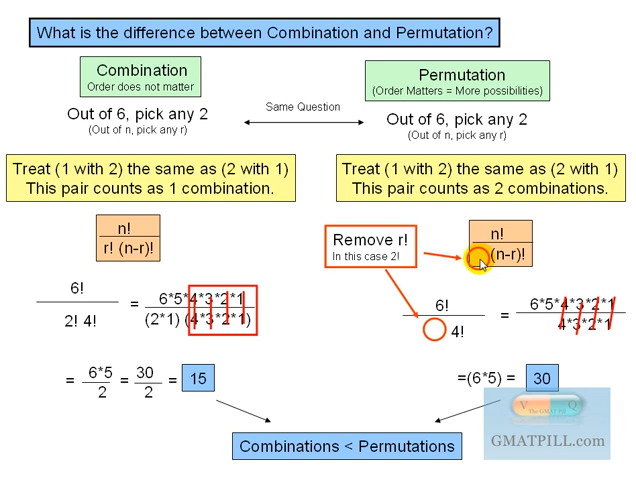 What is the difference between Combination and Permutation?
Combination
Order does not matter
Permutation
(Order Matters = More possibilities)
Same Question
Out of 6, pick any 2
(Out of n, pick any r)
Out of 6, pick any 2
(Out of n, pick any r)
Treat (1 with 2) the same as (2 with 1)
This pair counts as 1 combination.
Treat (1 with 2) the same as (2 with 1)
This pair counts as 2 combinations.
n!
r! (n-r)!
Remove r!
In this case 2!
n!
(n-r)!
6!
2! 4!
=
6*5*4*3*2*1
(2*1) (4*3*2*1)
6!
4!
=
6*5*4*3*2*1
4*3*2*1
= 6*5
2
= 30
2
= 15
=(6*5) = 30
V The GMAT Pill Q
GMATPILL.com
Combinations < Permutations